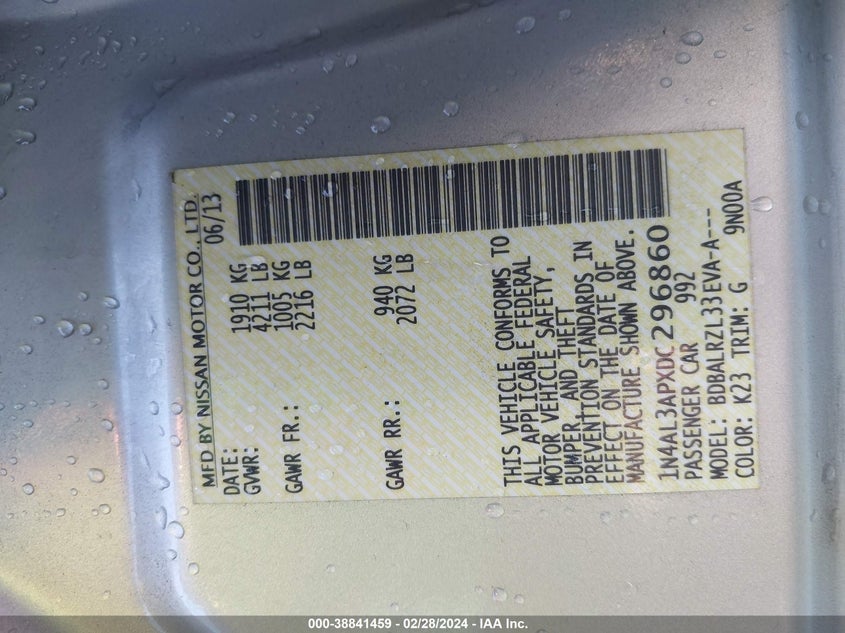 MFD BY NISSAN MOTOR CO., LTD.
DATE: 06/13
GVWR: 1910 KG
4211 LB
GAWR FR.: 1005 KG
2216 LB
GAWR RR.: 940 KG
2072 LB
THIS VEHICLE CONFORMS TO
ALL APPLICABLE FEDERAL
MOTOR VEHICLE SAFETY,
BUMPER AND THEFT
PREVENTION STANDARDS IN
EFFECT ON THE DATE OF
MANUFACTURE SHOWN ABOVE.
1N4AL3APXDC296860
PASSENGER CAR 992
MODEL: BDBALRZL33EVA-A---
COLOR: K23 TRIM: G 9N00A
000-38841459 | 02/28/2024 - IAA Inc.